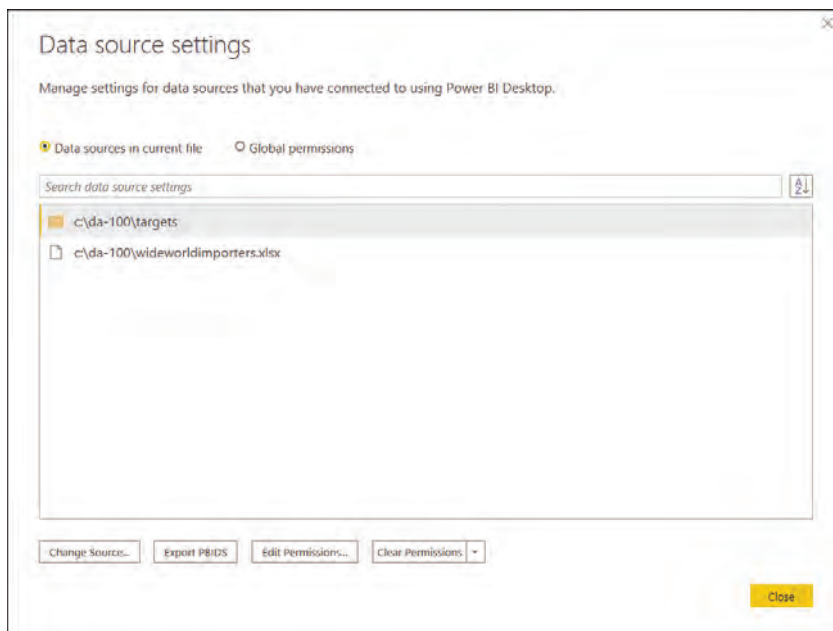 Data source settings
Manage settings for data sources that you have connected to using Power BI Desktop.
Data sources in current file Global permissions
Search data source settings
c:\da-100\targets
c:\da-100\wideworldimporters.xlsx
Change Source... Export PBIDS Edit Permissions... Clear Permissions
Close